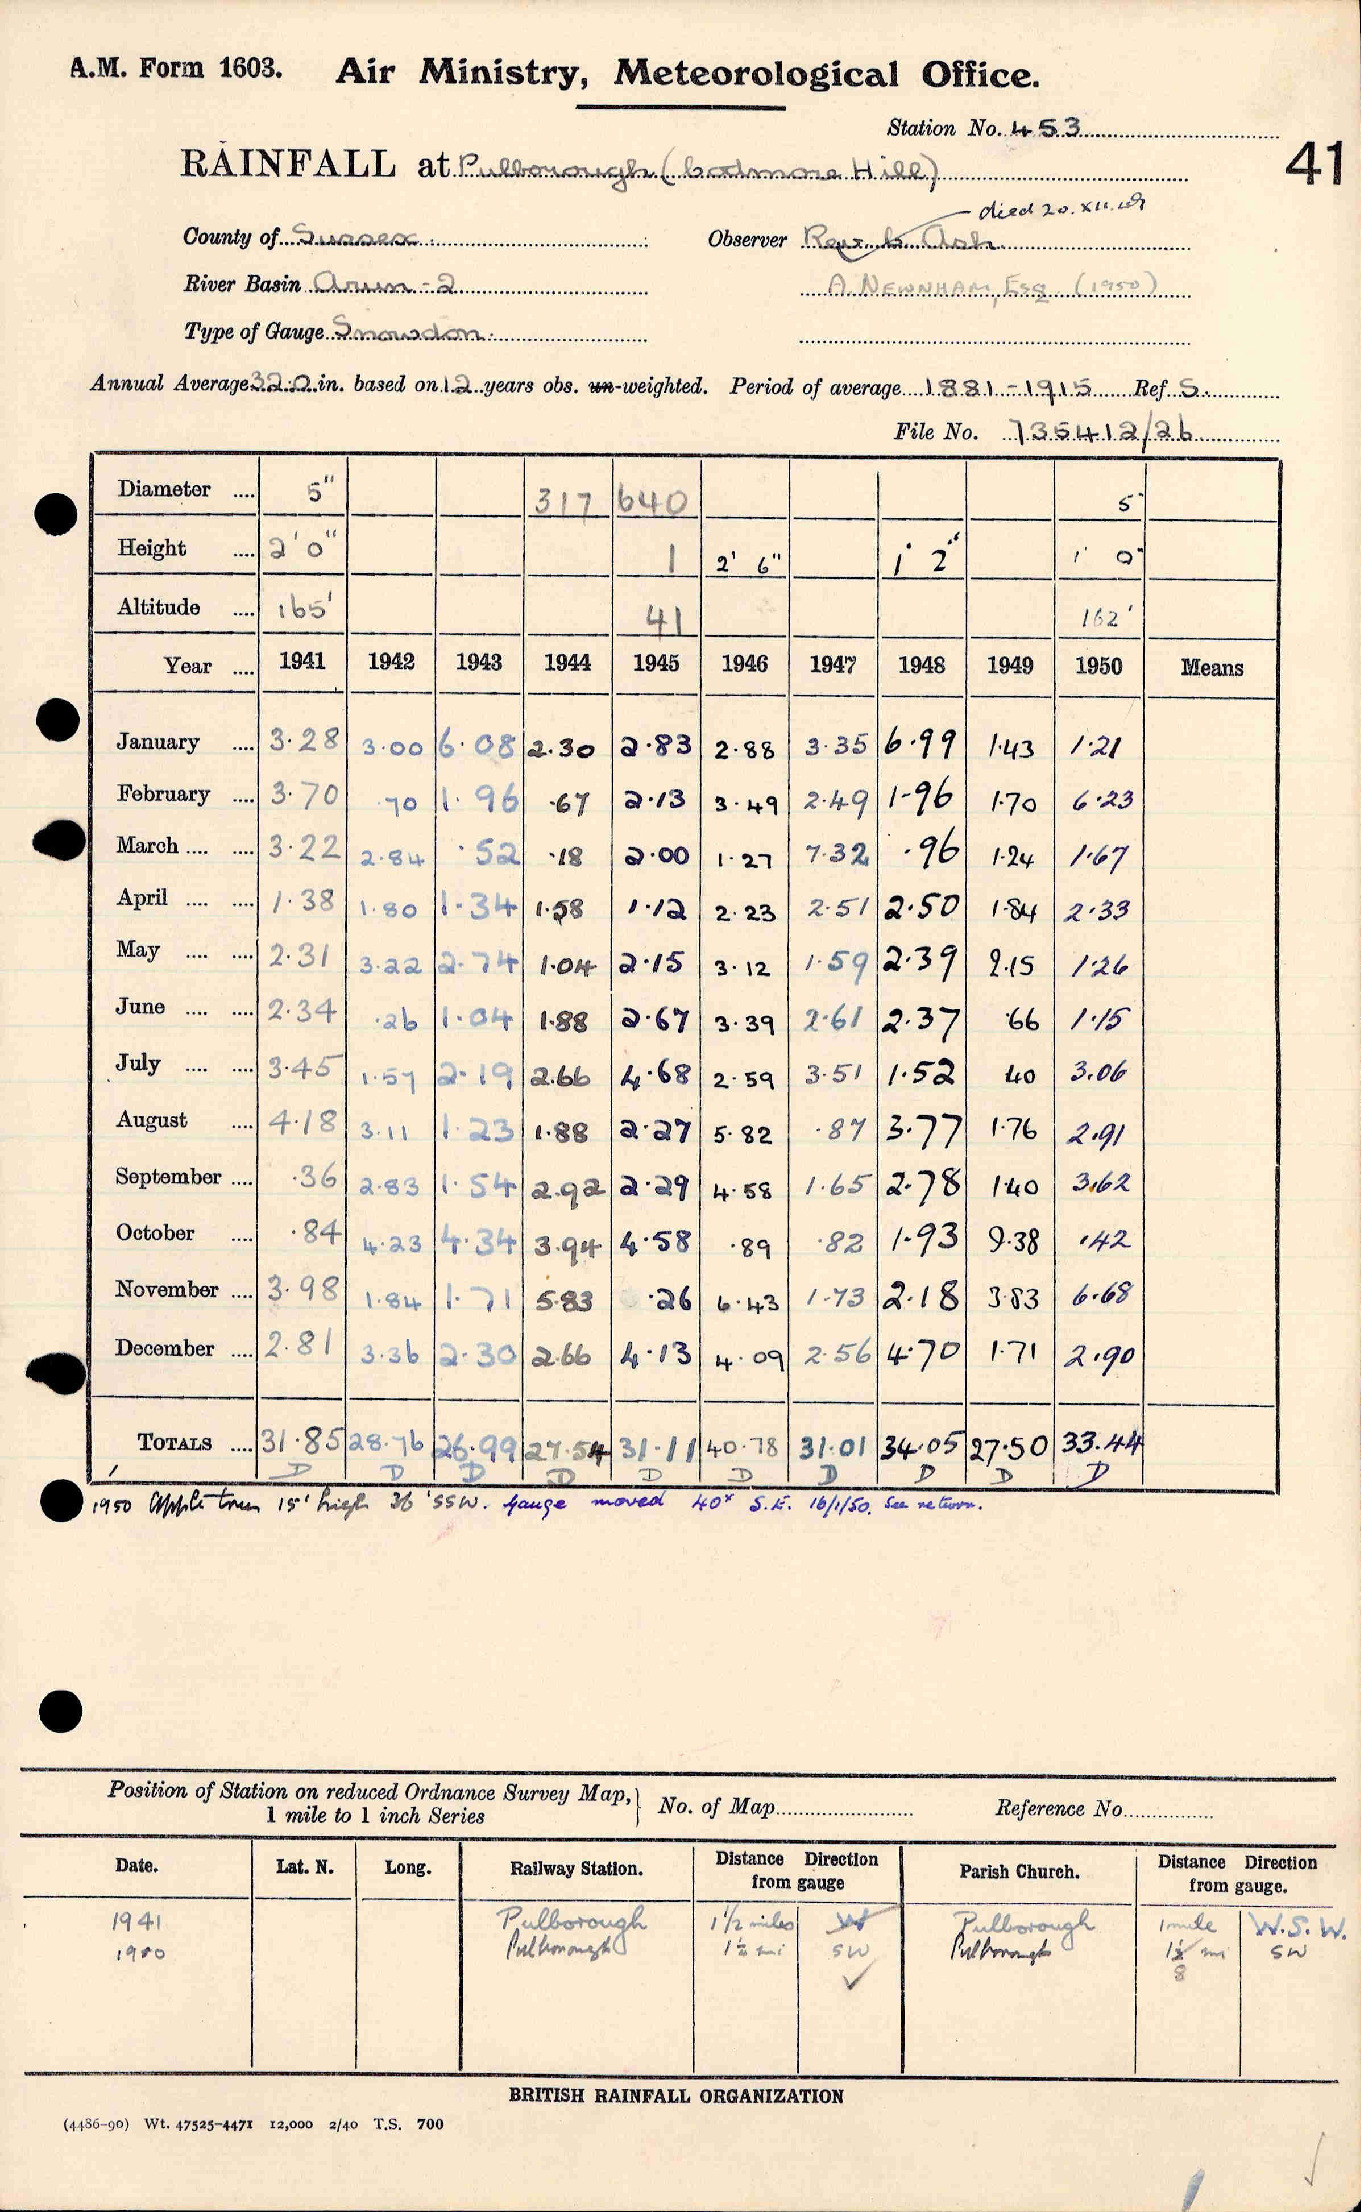 A.M. Form 1603. Air Ministry, Meteorological Office.
Station No. 453
41
RAINFALL at Pulborough (Codmore Hill)
died 20.XII.49
County of Sussex. Observer Rev. C. Ash
River Basin Arun-2 A. NEWNHAM, Esq (1950)
Type of Gauge Snowdon.
Annual Average 32.0 in. based on 12 years obs. un-weighted. Period of average 1881-1915 Ref S.
File No. 735412/26
Diameter .... 5" 317 640 5"
Height .... 2' 0" 1 2' 6" 1' 2" 1' 0"
Altitude .... 165' 41 162'
Year .... 1941 1942 1943 1944 1945 1946 1947 1948 1949 1950 Means
January .... 3.28 3.00 6.08 2.30 2.83 2.88 3.35 6.99 1.43 1.21
February .... 3.70 .70 1.96 .67 2.13 3.49 2.49 1.96 1.70 6.23
March .... .... 3.22 2.84 .52 .18 2.00 1.27 7.32 .96 1.24 1.67
April .... .... 1.38 1.80 1.34 1.58 1.12 2.23 2.51 2.50 1.84 2.33
May .... .... 2.31 3.22 2.74 1.04 2.15 3.12 1.59 2.39 2.15 1.26
June .... .... 2.34 .26 1.04 1.88 2.67 3.39 2.61 2.37 .66 1.15
July .... .... 3.45 1.57 2.19 2.66 4.68 2.59 3.51 1.52 40 3.06
August .... 4.18 3.11 1.23 1.88 2.27 5.82 .87 3.77 1.76 2.91
September .... .36 2.83 1.54 2.92 2.29 4.58 1.65 2.78 1.40 3.62
October .... .84 4.23 4.34 3.94 4.58 .89 .82 1.93 9.38 .42
November .... 3.98 1.84 1.71 5.83 .26 6.43 1.73 2.18 3.83 6.68
December .... 2.81 3.36 2.30 2.66 4.13 4.09 2.56 4.70 1.71 2.90
TOTALS .... 31.85 28.76 26.99 27.54 31.11 40.78 31.01 34.05 27.50 33.44
D D D D D D D D D D
1950 Apple tree 15' high 36' SSW. Gauge moved 40x S.E. 16/1/50. See return.
Position of Station on reduced Ordnance Survey Map,
1 mile to 1 inch Series
No. of Map............ Reference No............
Date. Lat. N. Long. Railway Station. Distance Direction from gauge Parish Church. Distance Direction from gauge.
1941 Pulborough 1½ miles W Pulborough 1 mile W.S.W.
1950 Pulborough 1½ mi SW Pulborough mi SW
BRITISH RAINFALL ORGANIZATION
(4486-90) Wt. 47525-4471 12,000 2/40 T.S. 700